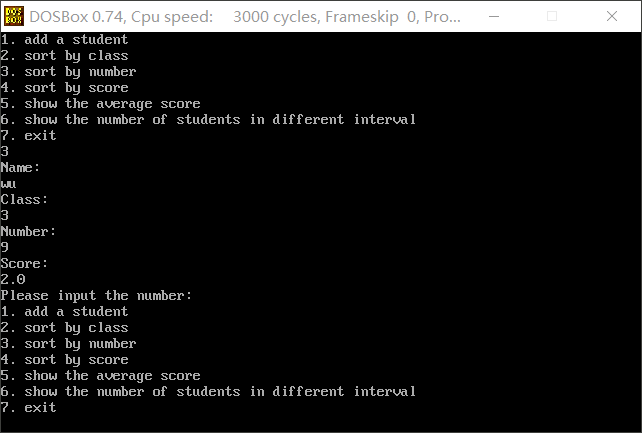 DOS
BOX
DOSBox 0.74, Cpu speed: 3000 cycles, Frameskip 0, Pro...
1. add a student
2. sort by class
3. sort by number
4. sort by score
5. show the average score
6. show the number of students in different interval
7. exit
3
Name:
wu
Class:
3
Number:
9
Score:
2.0
Please input the number:
1. add a student
2. sort by class
3. sort by number
4. sort by score
5. show the average score
6. show the number of students in different interval
7. exit